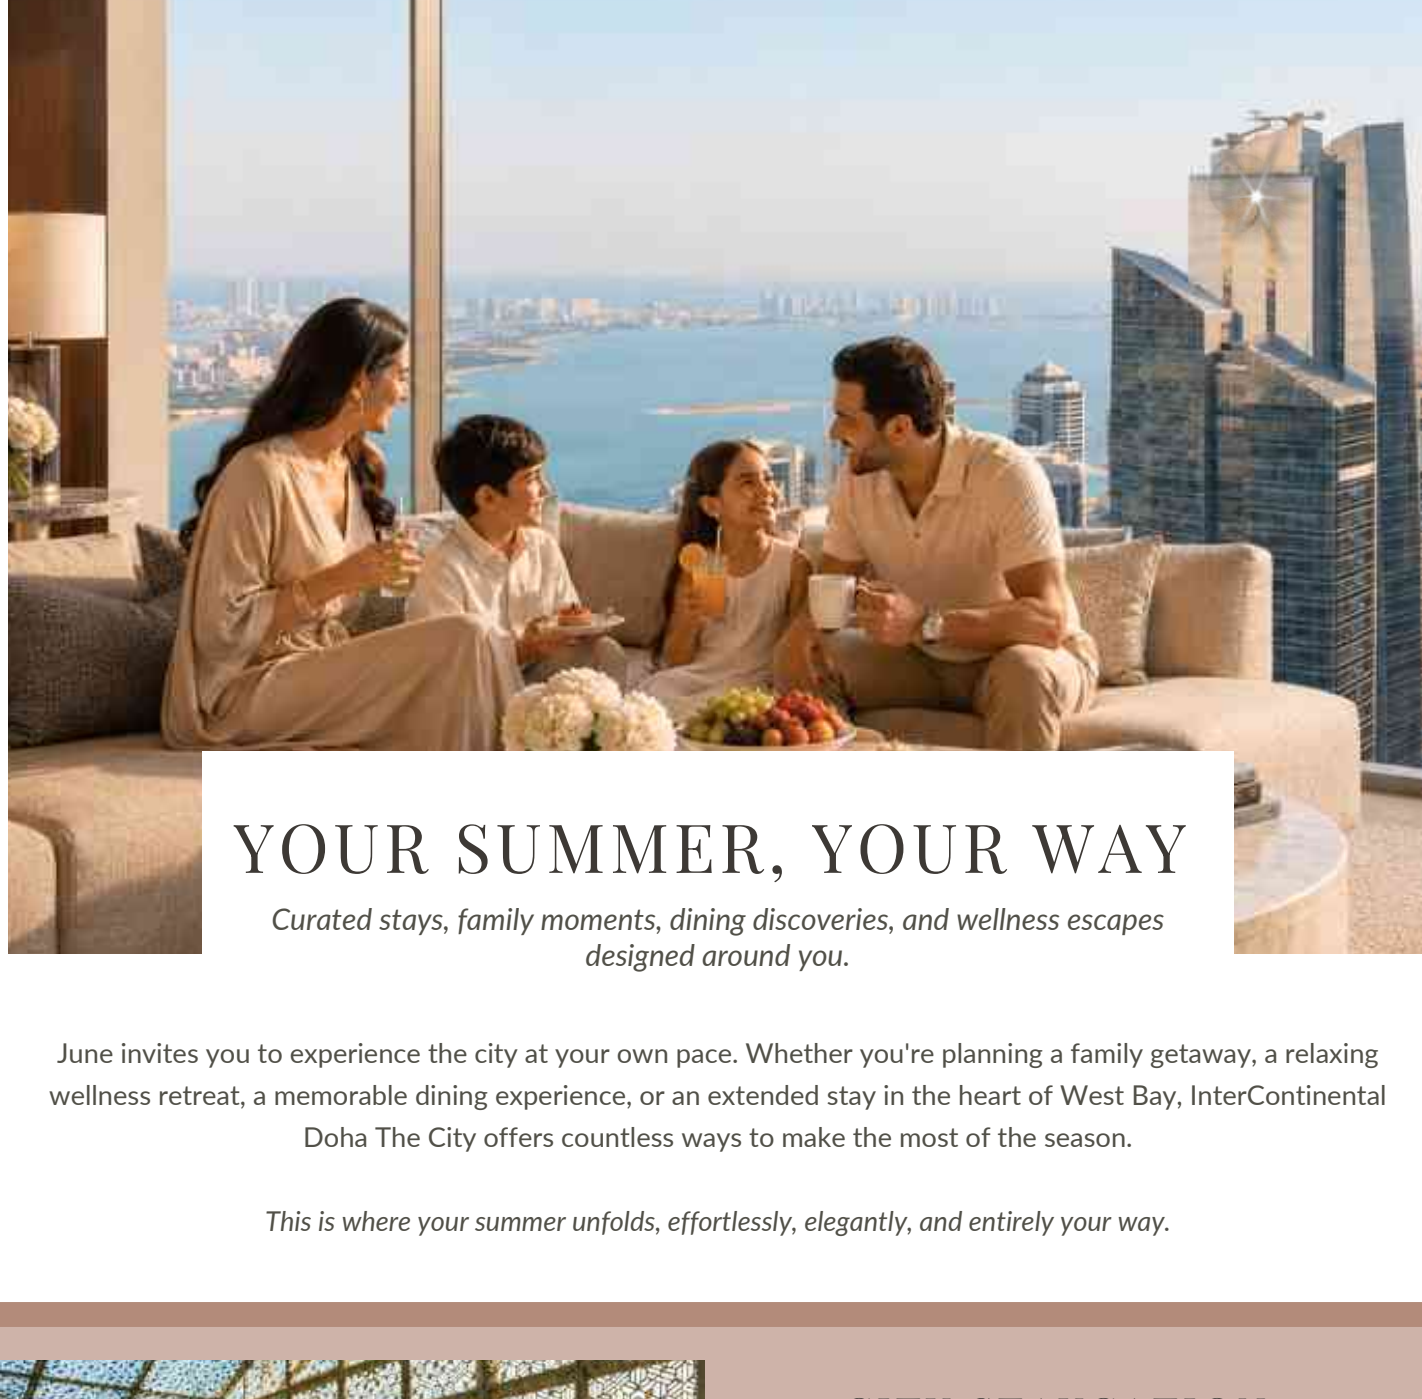 YOUR SUMMER, YOUR WAY
Curated stays, family moments, dining discoveries, and wellness escapes
designed around you.
June invites you to experience the city at your own pace. Whether you're planning a family getaway, a relaxing
wellness retreat, a memorable dining experience, or an extended stay in the heart of West Bay, InterContinental
Doha The City offers countless ways to make the most of the season.
This is where your summer unfolds, effortlessly, elegantly, and entirely your way.